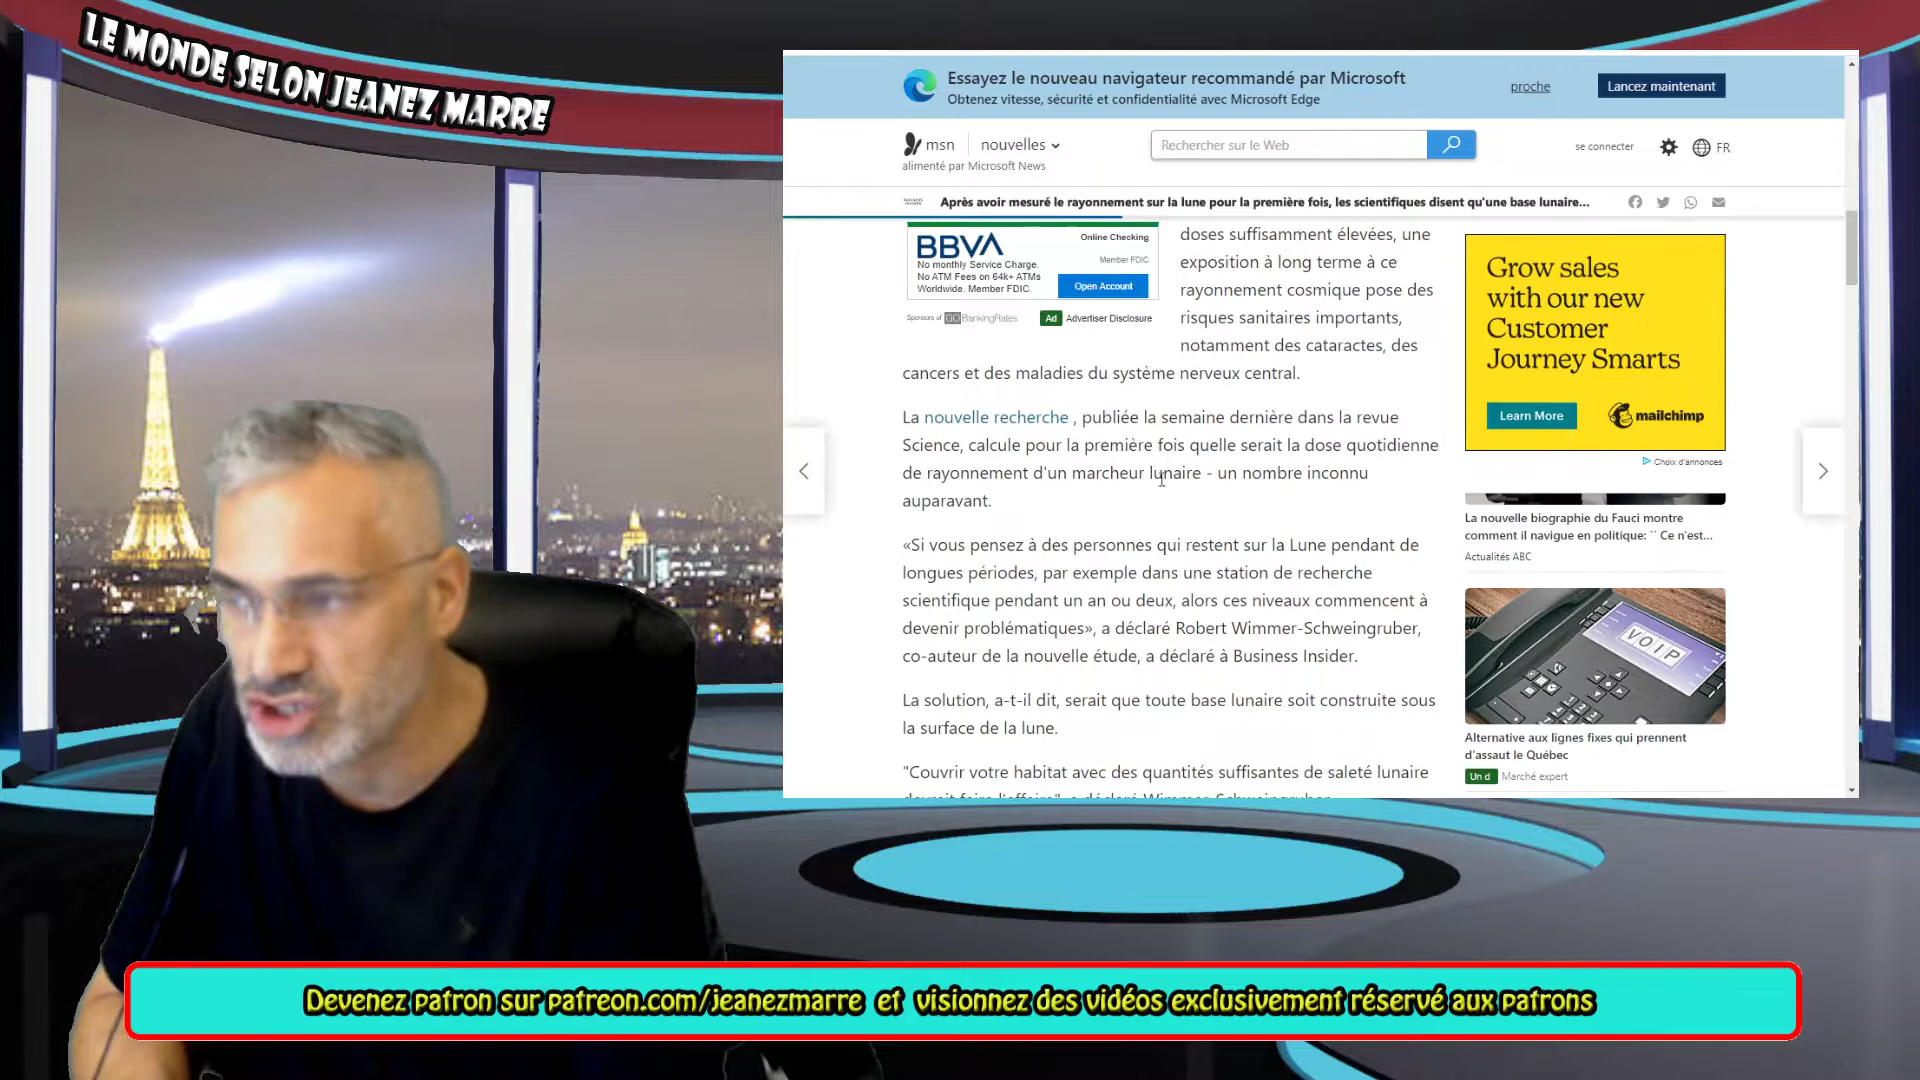 LE MONDE SELON JEANEZ MARRE
Essayez le nouveau navigateur recommandé par Microsoft
Obtenez vitesse, sécurité et confidentialité avec Microsoft Edge
proche
Lancez maintenant
msn
nouvelles
alimenté par Microsoft News
Rechercher sur le Web
se connecter
FR
Après avoir mesuré le rayonnement sur la lune pour la première fois, les scientifiques disent qu'une base lunaire...
BBVA
Online Checking
Member FDIC
No monthly Service Charge.
No ATM Fees on 64k+ ATMs
Worldwide. Member FDIC.
Open Account
Sponsors of GOBankingRates
Ad Advertiser Disclosure
doses suffisamment élevées, une
exposition à long terme à ce
rayonnement cosmique pose des
risques sanitaires importants,
notamment des cataractes, des
cancers et des maladies du système nerveux central.
La nouvelle recherche , publiée la semaine dernière dans la revue
Science, calcule pour la première fois quelle serait la dose quotidienne
de rayonnement d'un marcheur lunaire - un nombre inconnu
auparavant.
«Si vous pensez à des personnes qui restent sur la Lune pendant de
longues périodes, par exemple dans une station de recherche
scientifique pendant un an ou deux, alors ces niveaux commencent à
devenir problématiques», a déclaré Robert Wimmer-Schweingruber,
co-auteur de la nouvelle étude, a déclaré à Business Insider.
La solution, a-t-il dit, serait que toute base lunaire soit construite sous
la surface de la lune.
"Couvrir votre habitat avec des quantités suffisantes de saleté lunaire
Grow sales
with our new
Customer
Journey Smarts
Learn More
mailchimp
Choix d'annonces
La nouvelle biographie du Fauci montre
comment il navigue en politique: `` Ce n'est...
Actualités ABC
VOIP
Alternative aux lignes fixes qui prennent
d'assaut le Québec
Un d
Marché expert
Devenez patron sur patreon.com/jeanezmarre et visionnez des vidéos exclusivement réservé aux patrons